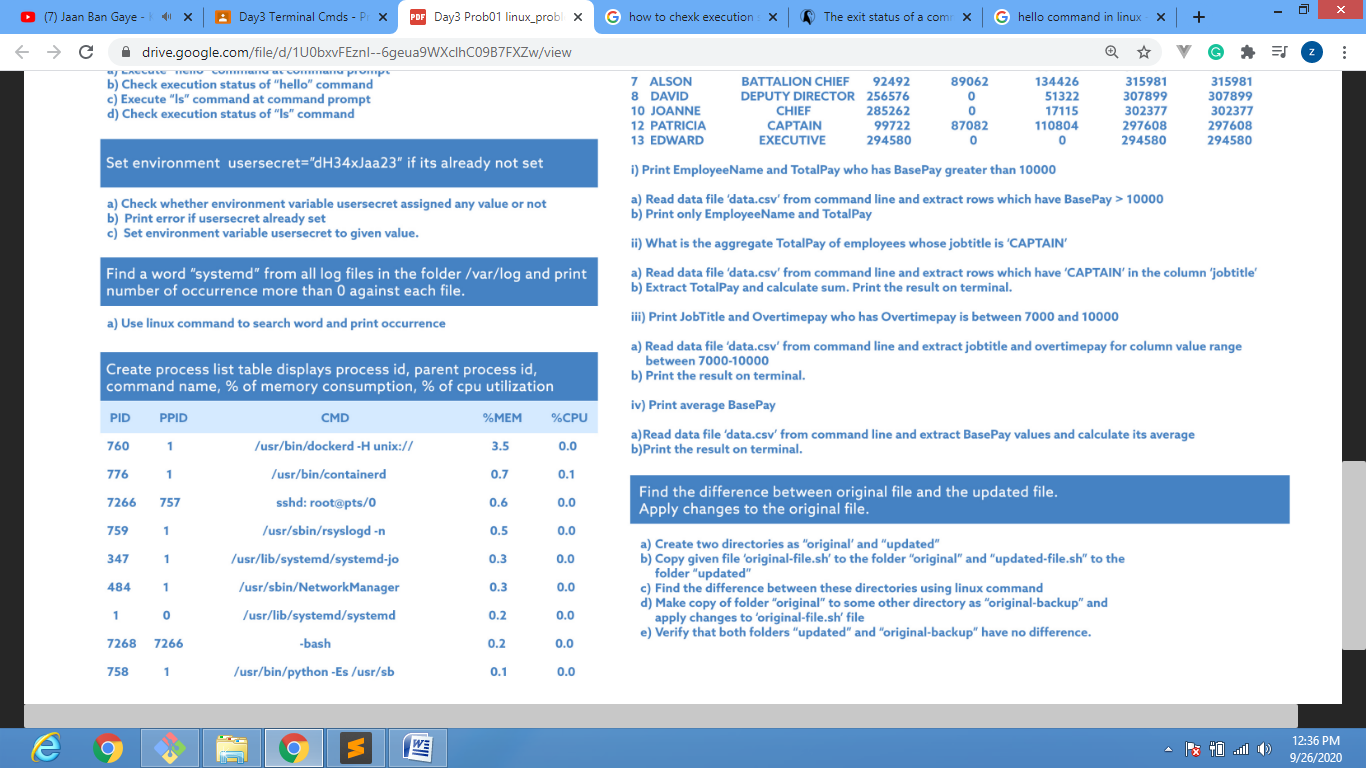 (7) Jaan Ban Gaye -
Day3 Terminal Cmds - P
Day3 Prob01 linux_probl
how to chexk execution
The exit status of a com
hello command in linux
drive.google.com/file/d/1U0bxvFEznI--6geua9WXclhC09B7FXZw/view
z
a) Execute "hello" command at command prompt
b) Check execution status of "hello" command
c) Execute "ls" command at command prompt
d) Check execution status of "ls" command
Set environment usersecret="dH34xJaa23" if its already not set
a) Check whether environment variable usersecret assigned any value or not
b) Print error if usersecret already set
c) Set environment variable usersecret to given value.
Find a word "systemd" from all log files in the folder /var/log and print
number of occurrence more than 0 against each file.
a) Use linux command to search word and print occurrence
Create process list table displays process id, parent process id,
command name, % of memory consumption, % of cpu utilization
PID PPID CMD %MEM %CPU
760 1 /usr/bin/dockerd -H unix:// 3.5 0.0
776 1 /usr/bin/containerd 0.7 0.1
7266 757 sshd: root@pts/0 0.6 0.0
759 1 /usr/sbin/rsyslogd -n 0.5 0.0
347 1 /usr/lib/systemd/systemd-jo 0.3 0.0
484 1 /usr/sbin/NetworkManager 0.3 0.0
1 0 /usr/lib/systemd/systemd 0.2 0.0
7268 7266 -bash 0.2 0.0
758 1 /usr/bin/python -Es /usr/sb 0.1 0.0
7 ALSON BATTALION CHIEF 92492 89062 134426 315981 315981
8 DAVID DEPUTY DIRECTOR 256576 0 51322 307899 307899
10 JOANNE CHIEF 285262 0 17115 302377 302377
12 PATRICIA CAPTAIN 99722 87082 110804 297608 297608
13 EDWARD EXECUTIVE 294580 0 0 294580 294580
i) Print EmployeeName and TotalPay who has BasePay greater than 10000
a) Read data file 'data.csv' from command line and extract rows which have BasePay > 10000
b) Print only EmployeeName and TotalPay
ii) What is the aggregate TotalPay of employees whose jobtitle is 'CAPTAIN'
a) Read data file 'data.csv' from command line and extract rows which have 'CAPTAIN' in the column 'jobtitle'
b) Extract TotalPay and calculate sum. Print the result on terminal.
iii) Print JobTitle and Overtimepay who has Overtimepay is between 7000 and 10000
a) Read data file 'data.csv' from command line and extract jobtitle and overtimepay for column value range
between 7000-10000
b) Print the result on terminal.
iv) Print average BasePay
a)Read data file 'data.csv' from command line and extract BasePay values and calculate its average
b)Print the result on terminal.
Find the difference between original file and the updated file.
Apply changes to the original file.
a) Create two directories as "original' and "updated"
b) Copy given file 'original-file.sh' to the folder "original" and "updated-file.sh" to the
folder "updated"
c) Find the difference between these directories using linux command
d) Make copy of folder "original" to some other directory as "original-backup" and
apply changes to 'original-file.sh' file
e) Verify that both folders "updated" and "original-backup" have no difference.
12:36 PM
9/26/2020